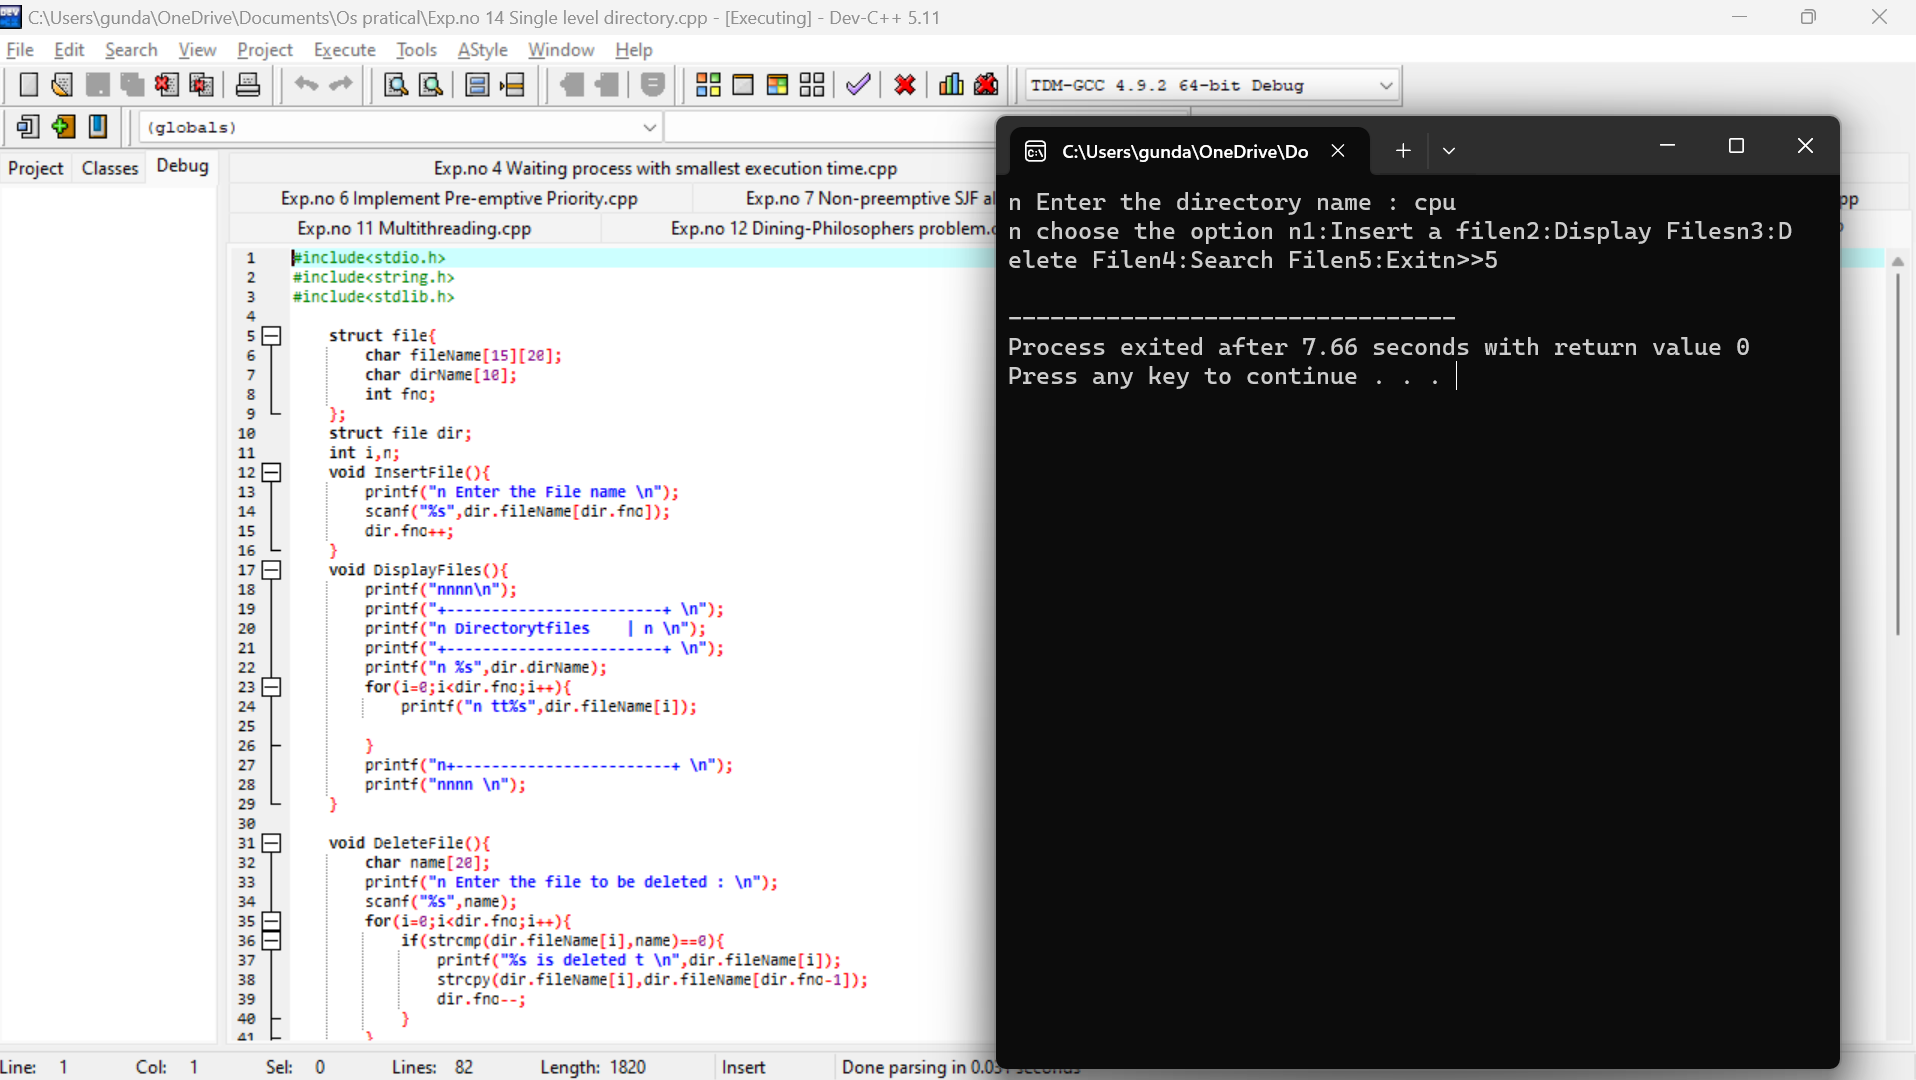 C:\Users\gunda\OneDrive\Documents\Os pratical\Exp.no 14 Single level directory.cpp - [Executing] - Dev-C++ 5.11
File Edit Search View Project Execute Tools AStyle Window Help
TDM-GCC 4.9.2 64-bit Debug
(globals)
Project Classes Debug
Exp.no 4 Waiting process with smallest execution time.cpp
Exp.no 6 Implement Pre-emptive Priority.cpp Exp.no 7 Non-preemptive SJF
Exp.no 11 Multithreading.cpp Exp.no 12 Dining-Philosophers problem.
1 #include<stdio.h>
2 #include<string.h>
3 #include<stdlib.h>
4
5 struct file{
6 char fileName[15][20];
7 char dirName[10];
8 int fno;
9 };
10 struct file dir;
11 int i,n;
12 void InsertFile(){
13 printf("n Enter the File name \n");
14 scanf("%s",dir.fileName[dir.fno]);
15 dir.fno++;
16 }
17 void DisplayFiles(){
18 printf("nnnn\n");
19 printf("+------------------------+ \n");
20 printf("n Directorytfiles    | n \n");
21 printf("+------------------------+ \n");
22 printf("n %s",dir.dirName);
23 for(i=0;i<dir.fno;i++){
24 printf("n tt%s",dir.fileName[i]);
25
26 }
27 printf("n+------------------------+ \n");
28 printf("nnnn \n");
29 }
30
31 void DeleteFile(){
32 char name[20];
33 printf("n Enter the file to be deleted : \n");
34 scanf("%s",name);
35 for(i=0;i<dir.fno;i++){
36 if(strcmp(dir.fileName[i],name)==0){
37 printf("%s is deleted t \n",dir.fileName[i]);
38 strcpy(dir.fileName[i],dir.fileName[dir.fno-1]);
39 dir.fno--;
40 }
41 }
Line: 1 Col: 1 Sel: 0 Lines: 82 Length: 1820 Insert Done parsing in
C:\Users\gunda\OneDrive\Do
n Enter the directory name : cpu
n choose the option n1:Insert a filen2:Display Filesn3:D
elete Filen4:Search Filen5:Exitn>>5
--------------------------------
Process exited after 7.66 seconds with return value 0
Press any key to continue . . .